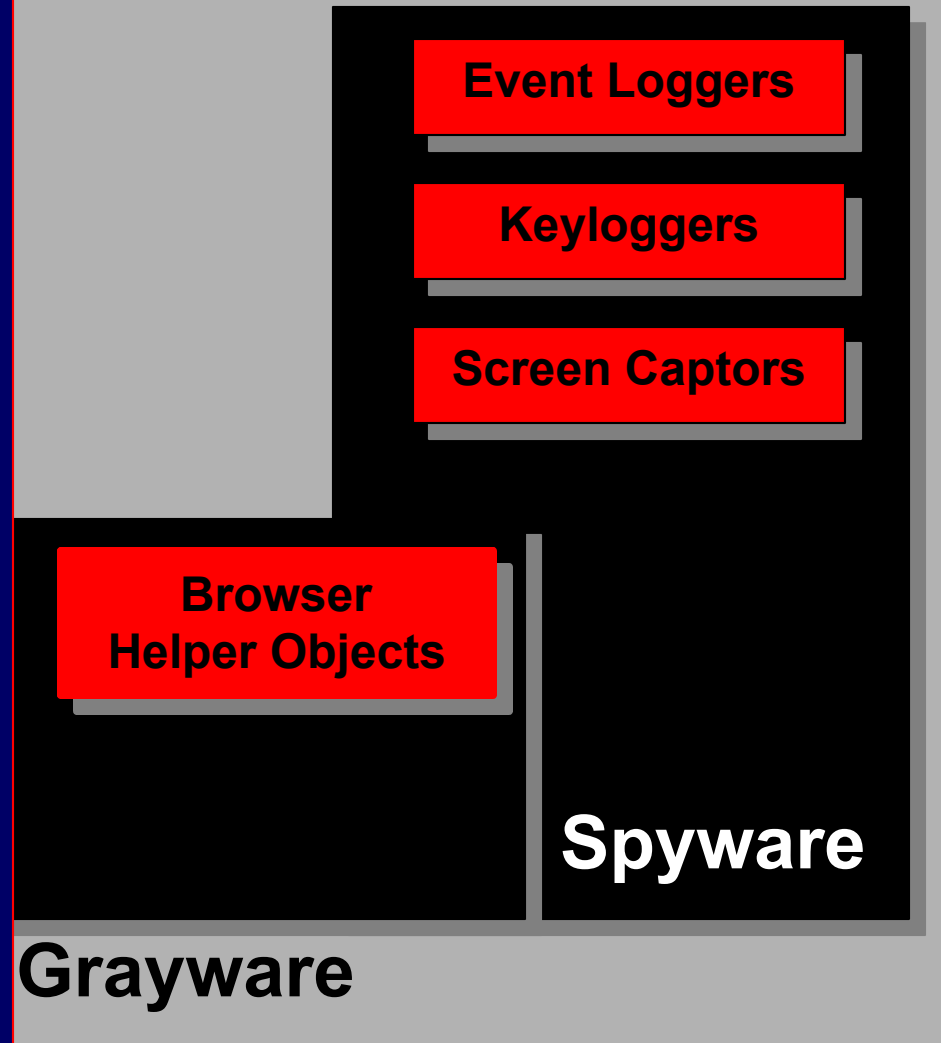 Event Loggers
Keyloggers
Screen Captors
Browser
Helper Objects
Spyware
Grayware